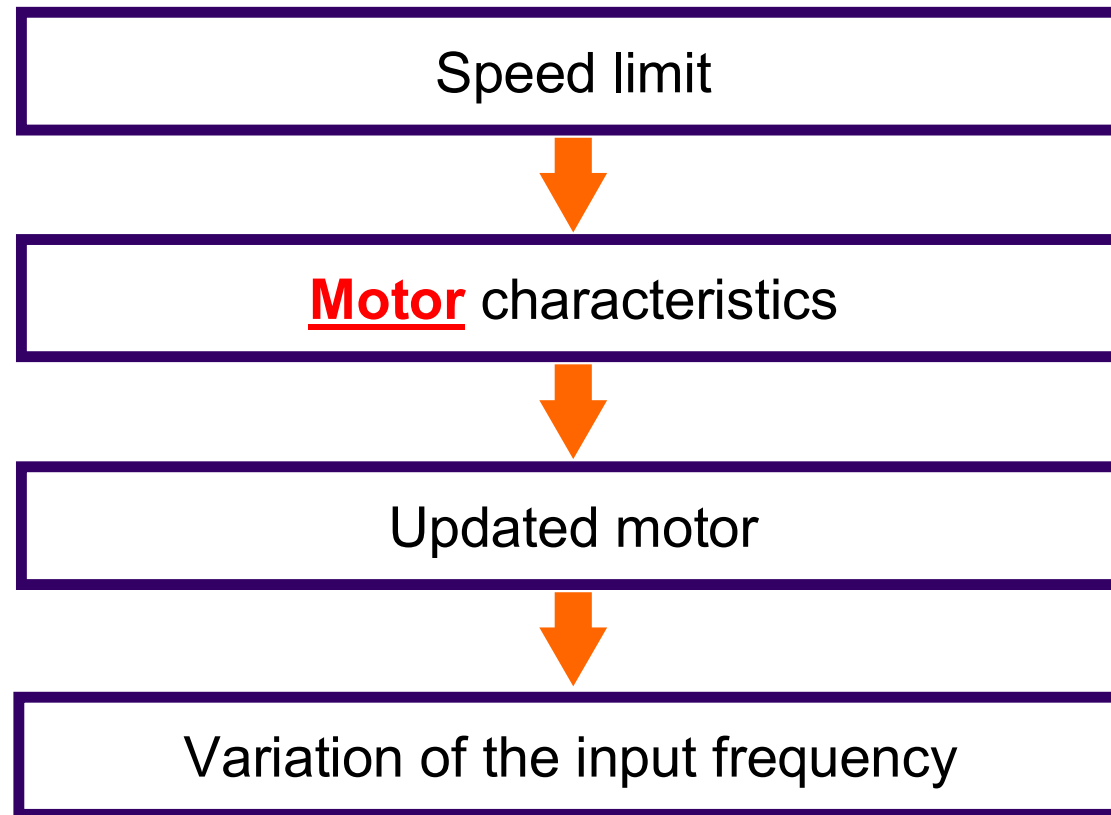 Speed limit
Motor characteristics
Updated motor
Variation of the input frequency